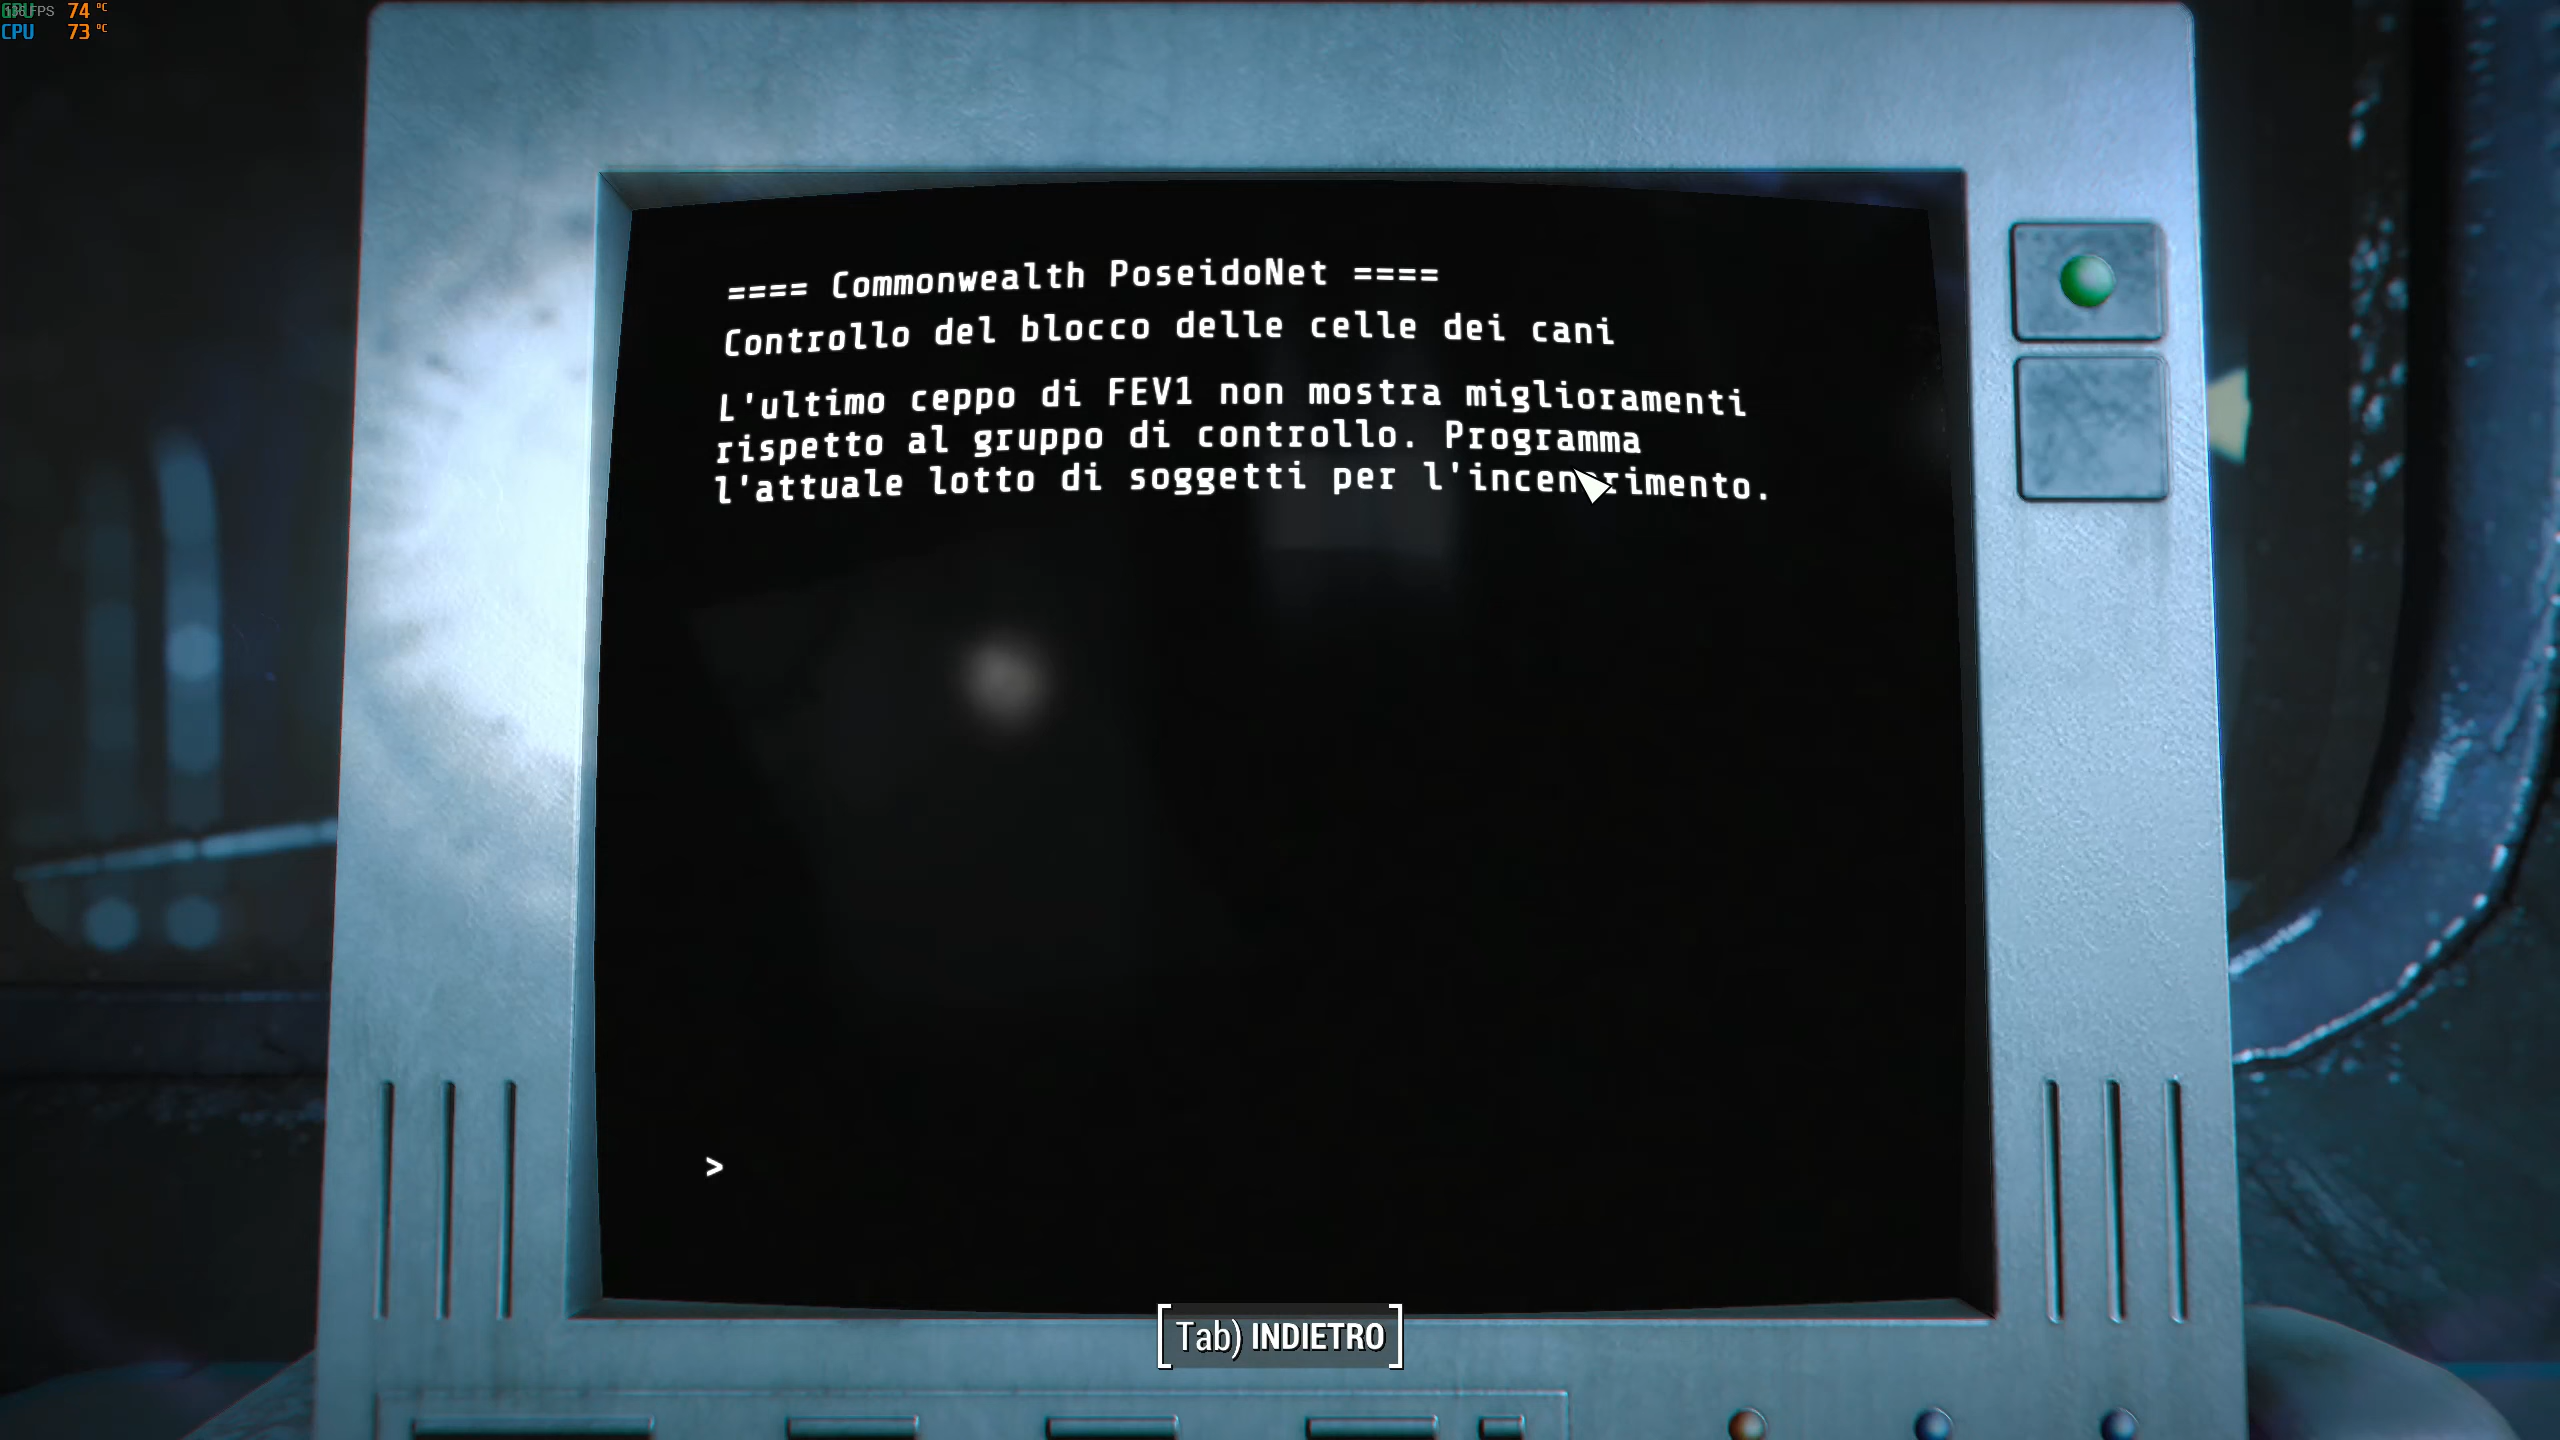 GPU 74 °C
CPU 73 °C
==== Commonwealth PoseidoNet ====
Controllo del blocco delle celle dei cani
L'ultimo ceppo di FEV1 non mostra miglioramenti
rispetto al gruppo di controllo. Programma
l'attuale lotto di soggetti per l'incenerimento.
>
Tab) INDIETRO